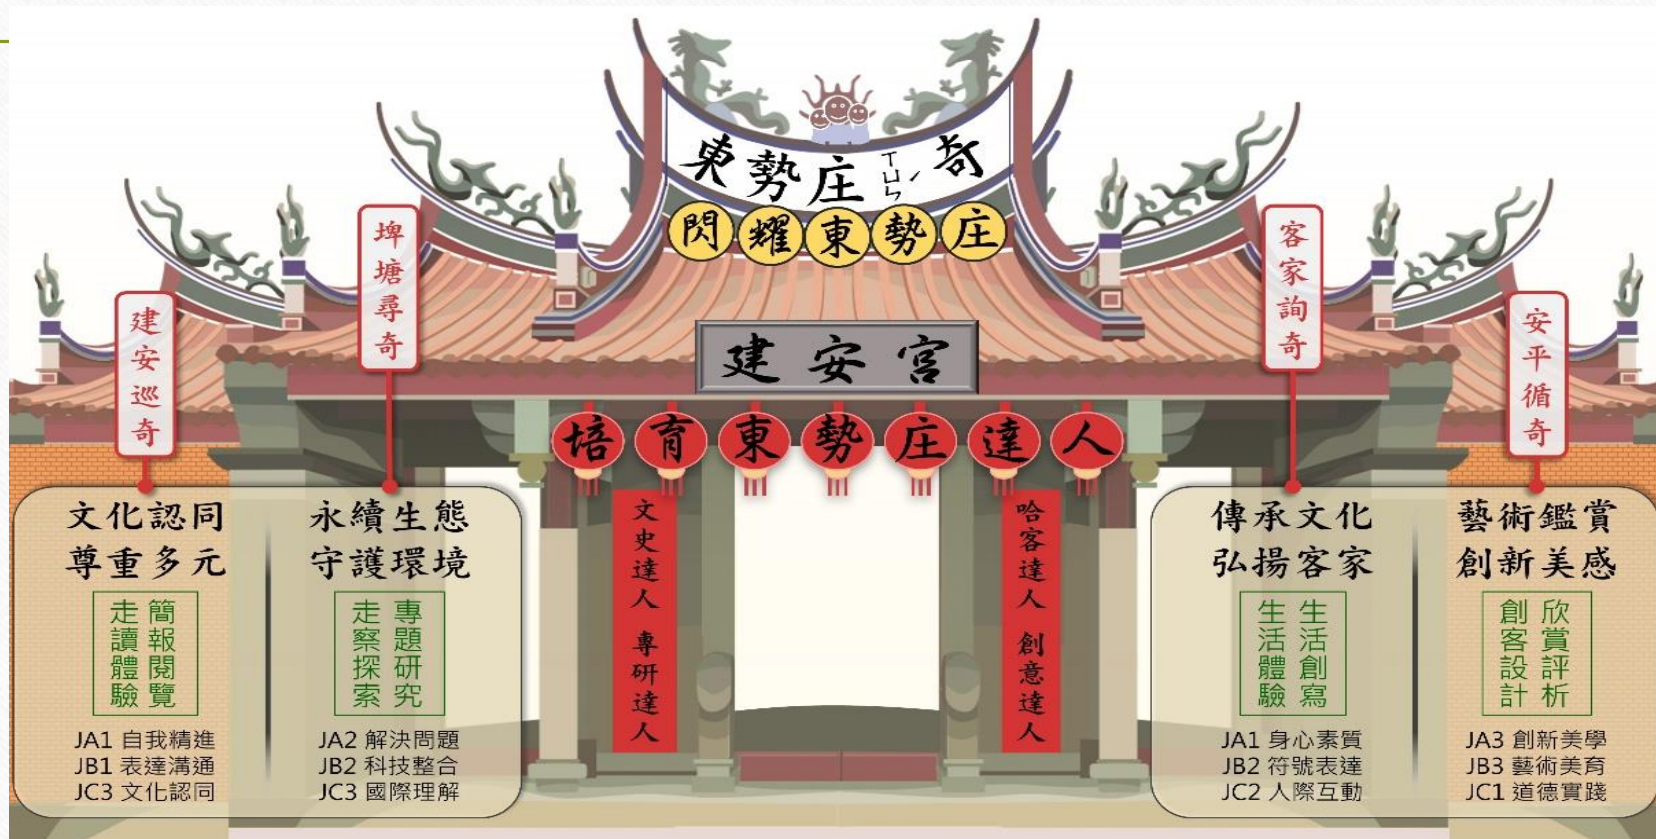 東勢庄ㄒㄩㄣˊ奇
閃耀東勢庄
建安宮
培育東勢庄達人
文史達人 專研達人
哈客達人 創意達人
建安巡奇
文化認同
尊重多元
簡報閱覽
走讀體驗
JA1 自我精進
JB1 表達溝通
JC3 文化認同
埤塘尋奇
永續生態
守護環境
專題研究
走察探索
JA2 解決問題
JB2 科技整合
JC3 國際理解
客家詢奇
傳承文化
弘揚客家
生活創寫
生活體驗
JA1 身心素質
JB2 符號表達
JC2 人際互動
安平循奇
藝術鑑賞
創新美感
欣賞評析
創客設計
JA3 創新美學
JB3 藝術美育
JC1 道德實踐